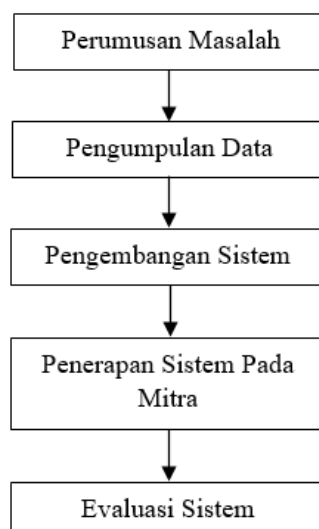 Perumusan Masalah
Pengumpulan Data
Pengembangan Sistem
Penerapan Sistem Pada
Mitra
Evaluasi Sistem